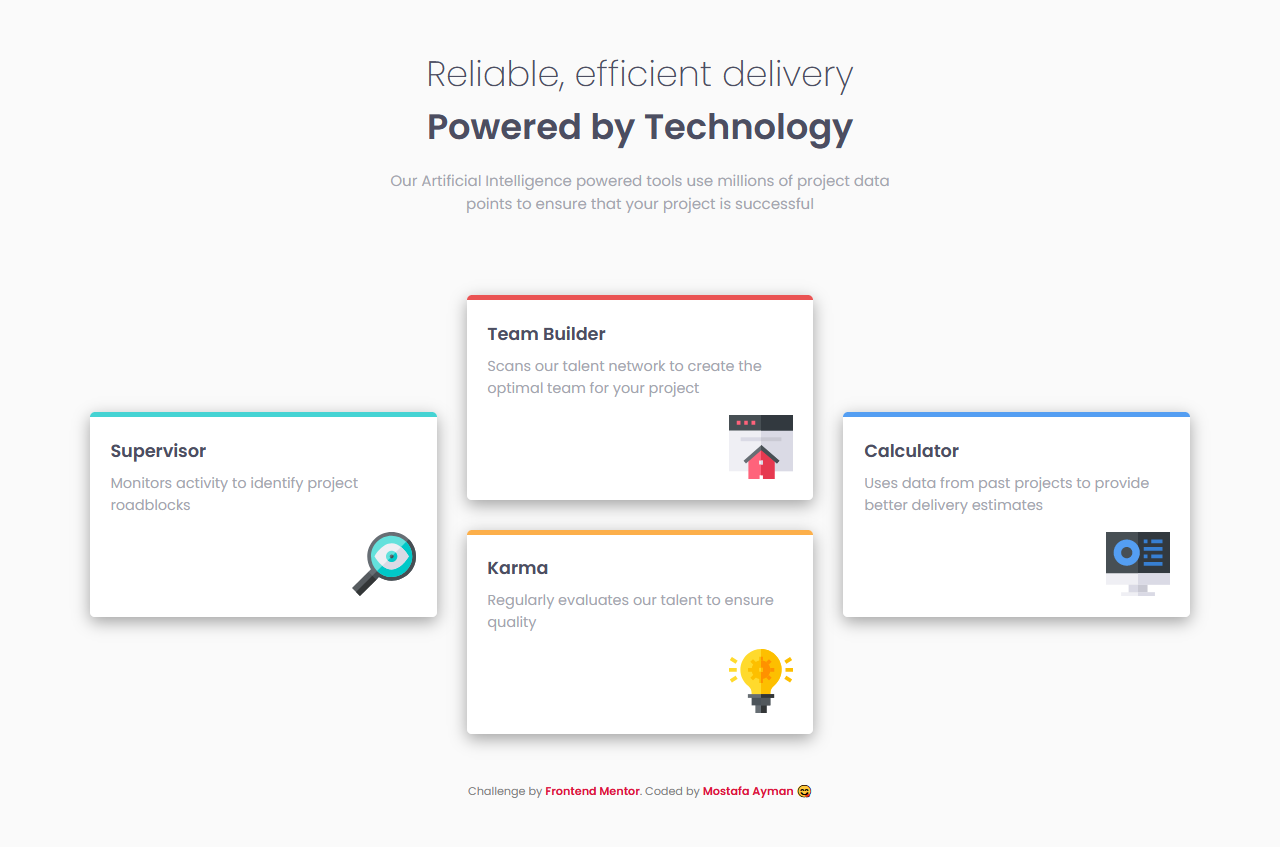 Reliable, efficient delivery
Powered by Technology
Our Artificial Intelligence powered tools use millions of project data
points to ensure that your project is successful
Supervisor
Monitors activity to identify project
roadblocks
Team Builder
Scans our talent network to create the
optimal team for your project
Karma
Regularly evaluates our talent to ensure
quality
Calculator
Uses data from past projects to provide
better delivery estimates
Challenge by Frontend Mentor. Coded by Mostafa Ayman 😋